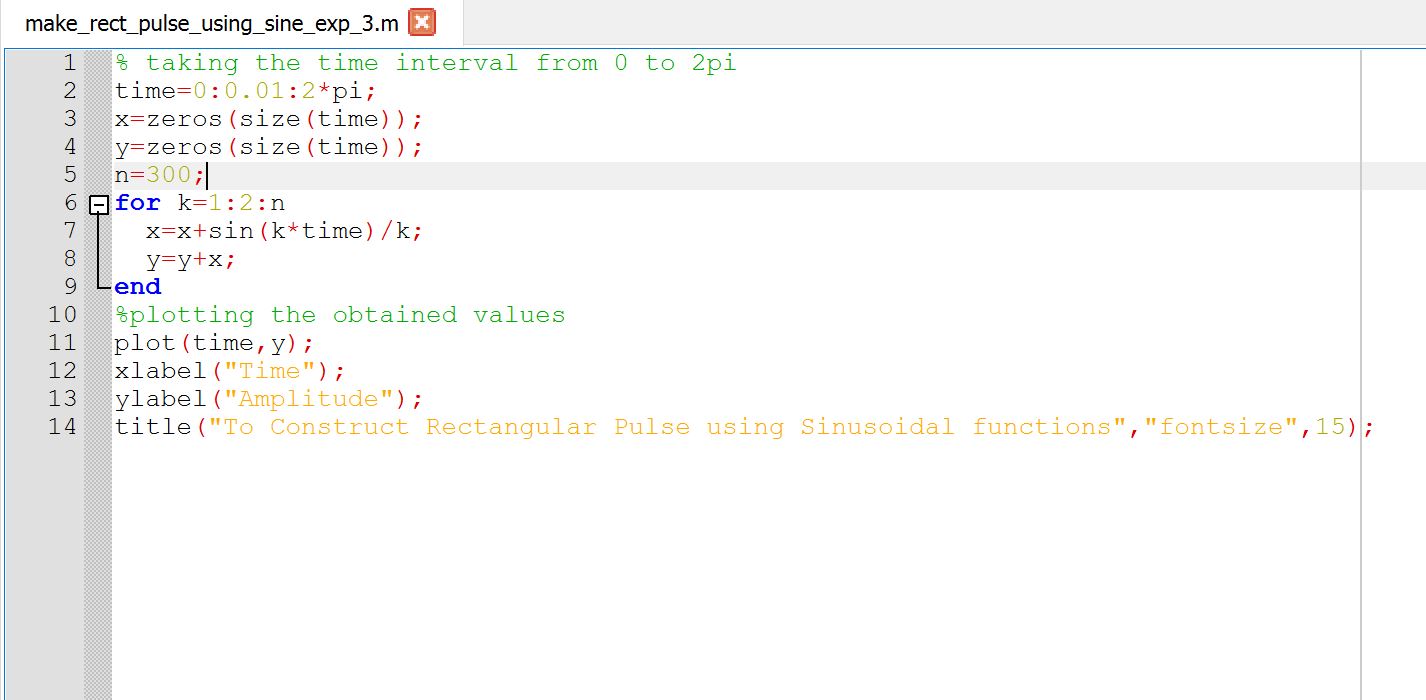 make_rect_pulse_using_sine_exp_3.m
1 % taking the time interval from 0 to 2pi
2 time=0:0.01:2*pi;
3 x=zeros(size(time));
4 y=zeros(size(time));
5 n=300;
6 for k=1:2:n
7 x=x+sin(k*time)/k;
8 y=y+x;
9 end
10 %plotting the obtained values
11 plot(time,y);
12 xlabel("Time");
13 ylabel("Amplitude");
14 title("To Construct Rectangular Pulse using Sinusoidal functions","fontsize",15);